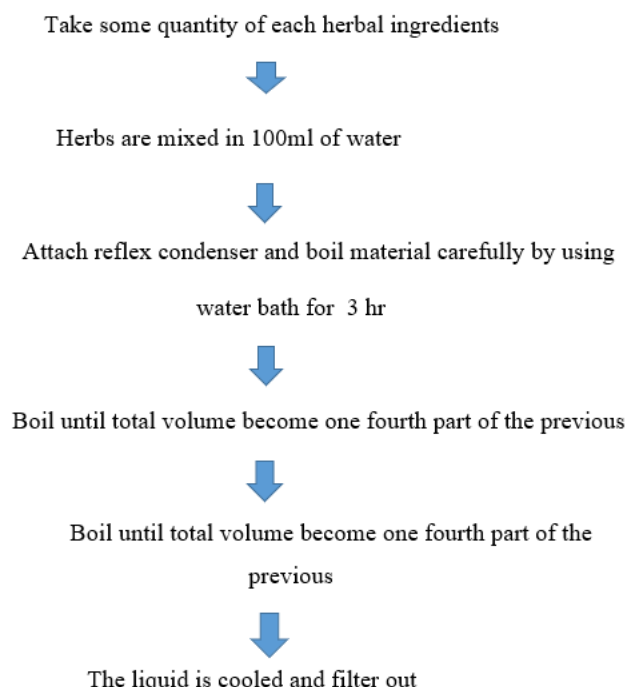 Take some quantity of each herbal ingredients
Herbs are mixed in 100ml of water
Attach reflex condenser and boil material carefully by using
water bath for 3 hr
Boil until total volume become one fourth part of the previous
Boil until total volume become one fourth part of the
previous
The liquid is cooled and filter out